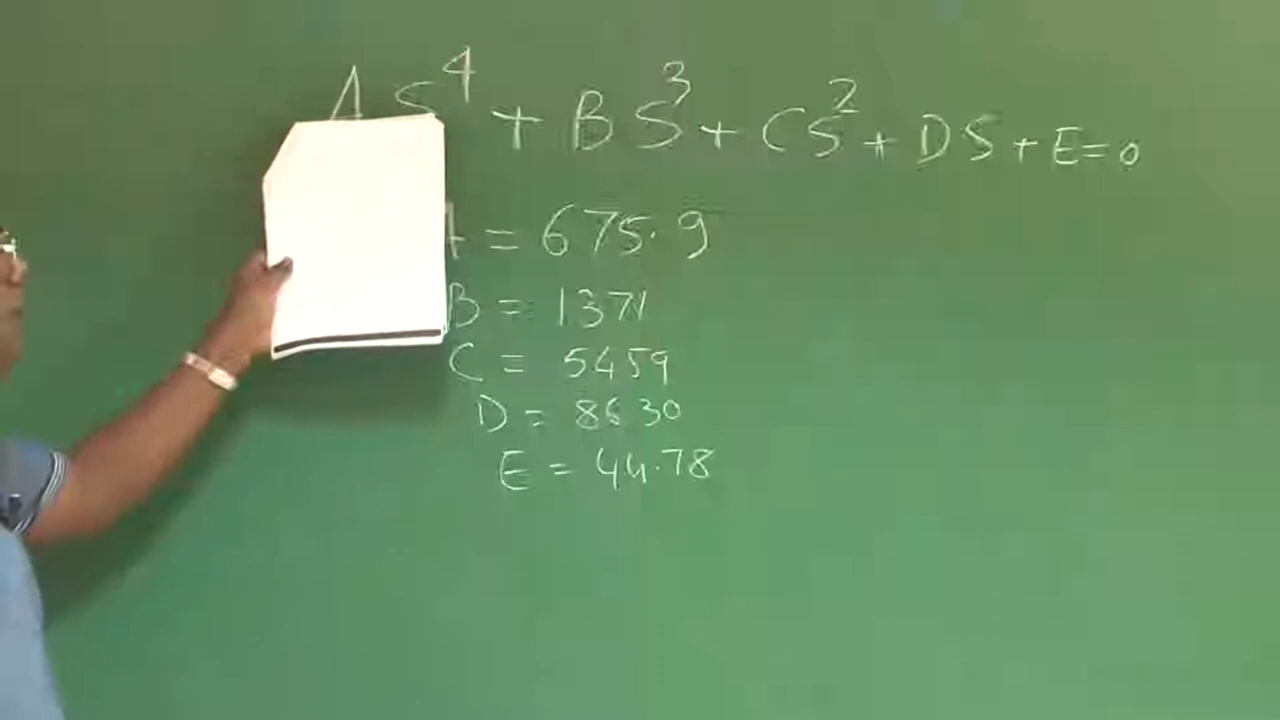 AS⁴ + BS³ + CS² + DS + E = 0
A = 675.9
B = 1371
C = 5459
D = 8630
E = 44.78